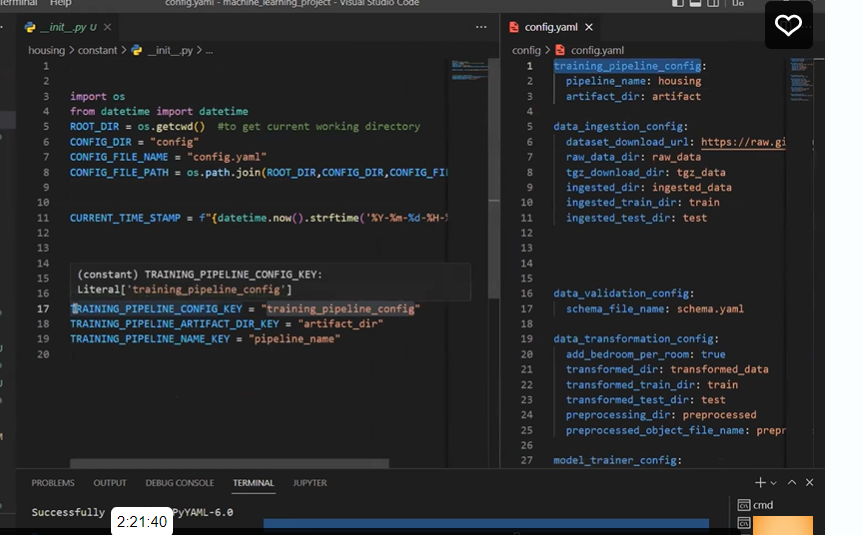 Terminal Help config.yaml - machine_learning_project - Visual Studio Code
__init__.py U × ···
housing > constant > __init__.py > ...
1
2
3 import os
4 from datetime import datetime
5 ROOT_DIR = os.getcwd() #to get current working directory
6 CONFIG_DIR = "config"
7 CONFIG_FILE_NAME = "config.yaml"
8 CONFIG_FILE_PATH = os.path.join(ROOT_DIR,CONFIG_DIR,CONFIG_FI
9
10
11 CURRENT_TIME_STAMP = f"{datetime.now().strftime('%Y-%m-%d-%H-%
12
13
14
15 (constant) TRAINING_PIPELINE_CONFIG_KEY:
16 Literal['training_pipeline_config']
17 TRAINING_PIPELINE_CONFIG_KEY = "training_pipeline_config"
18 TRAINING_PIPELINE_ARTIFACT_DIR_KEY = "artifact_dir"
19 TRAINING_PIPELINE_NAME_KEY = "pipeline_name"
20
config.yaml ×
config > config.yaml
1 training_pipeline_config:
2 pipeline_name: housing
3 artifact_dir: artifact
4
5 data_ingestion_config:
6 dataset_download_url: https://raw.gi
7 raw_data_dir: raw_data
8 tgz_download_dir: tgz_data
9 ingested_dir: ingested_data
10 ingested_train_dir: train
11 ingested_test_dir: test
12
13
14
15
16 data_validation_config:
17 schema_file_name: schema.yaml
18
19 data_transformation_config:
20 add_bedroom_per_room: true
21 transformed_dir: transformed_data
22 transformed_train_dir: train
23 transformed_test_dir: test
24 preprocessing_dir: preprocessed
25 preprocessed_object_file_name: prepr
26
27 model_trainer_config:
PROBLEMS OUTPUT DEBUG CONSOLE TERMINAL JUPYTER
Successfully PyYAML-6.0
cmd
2:21:40